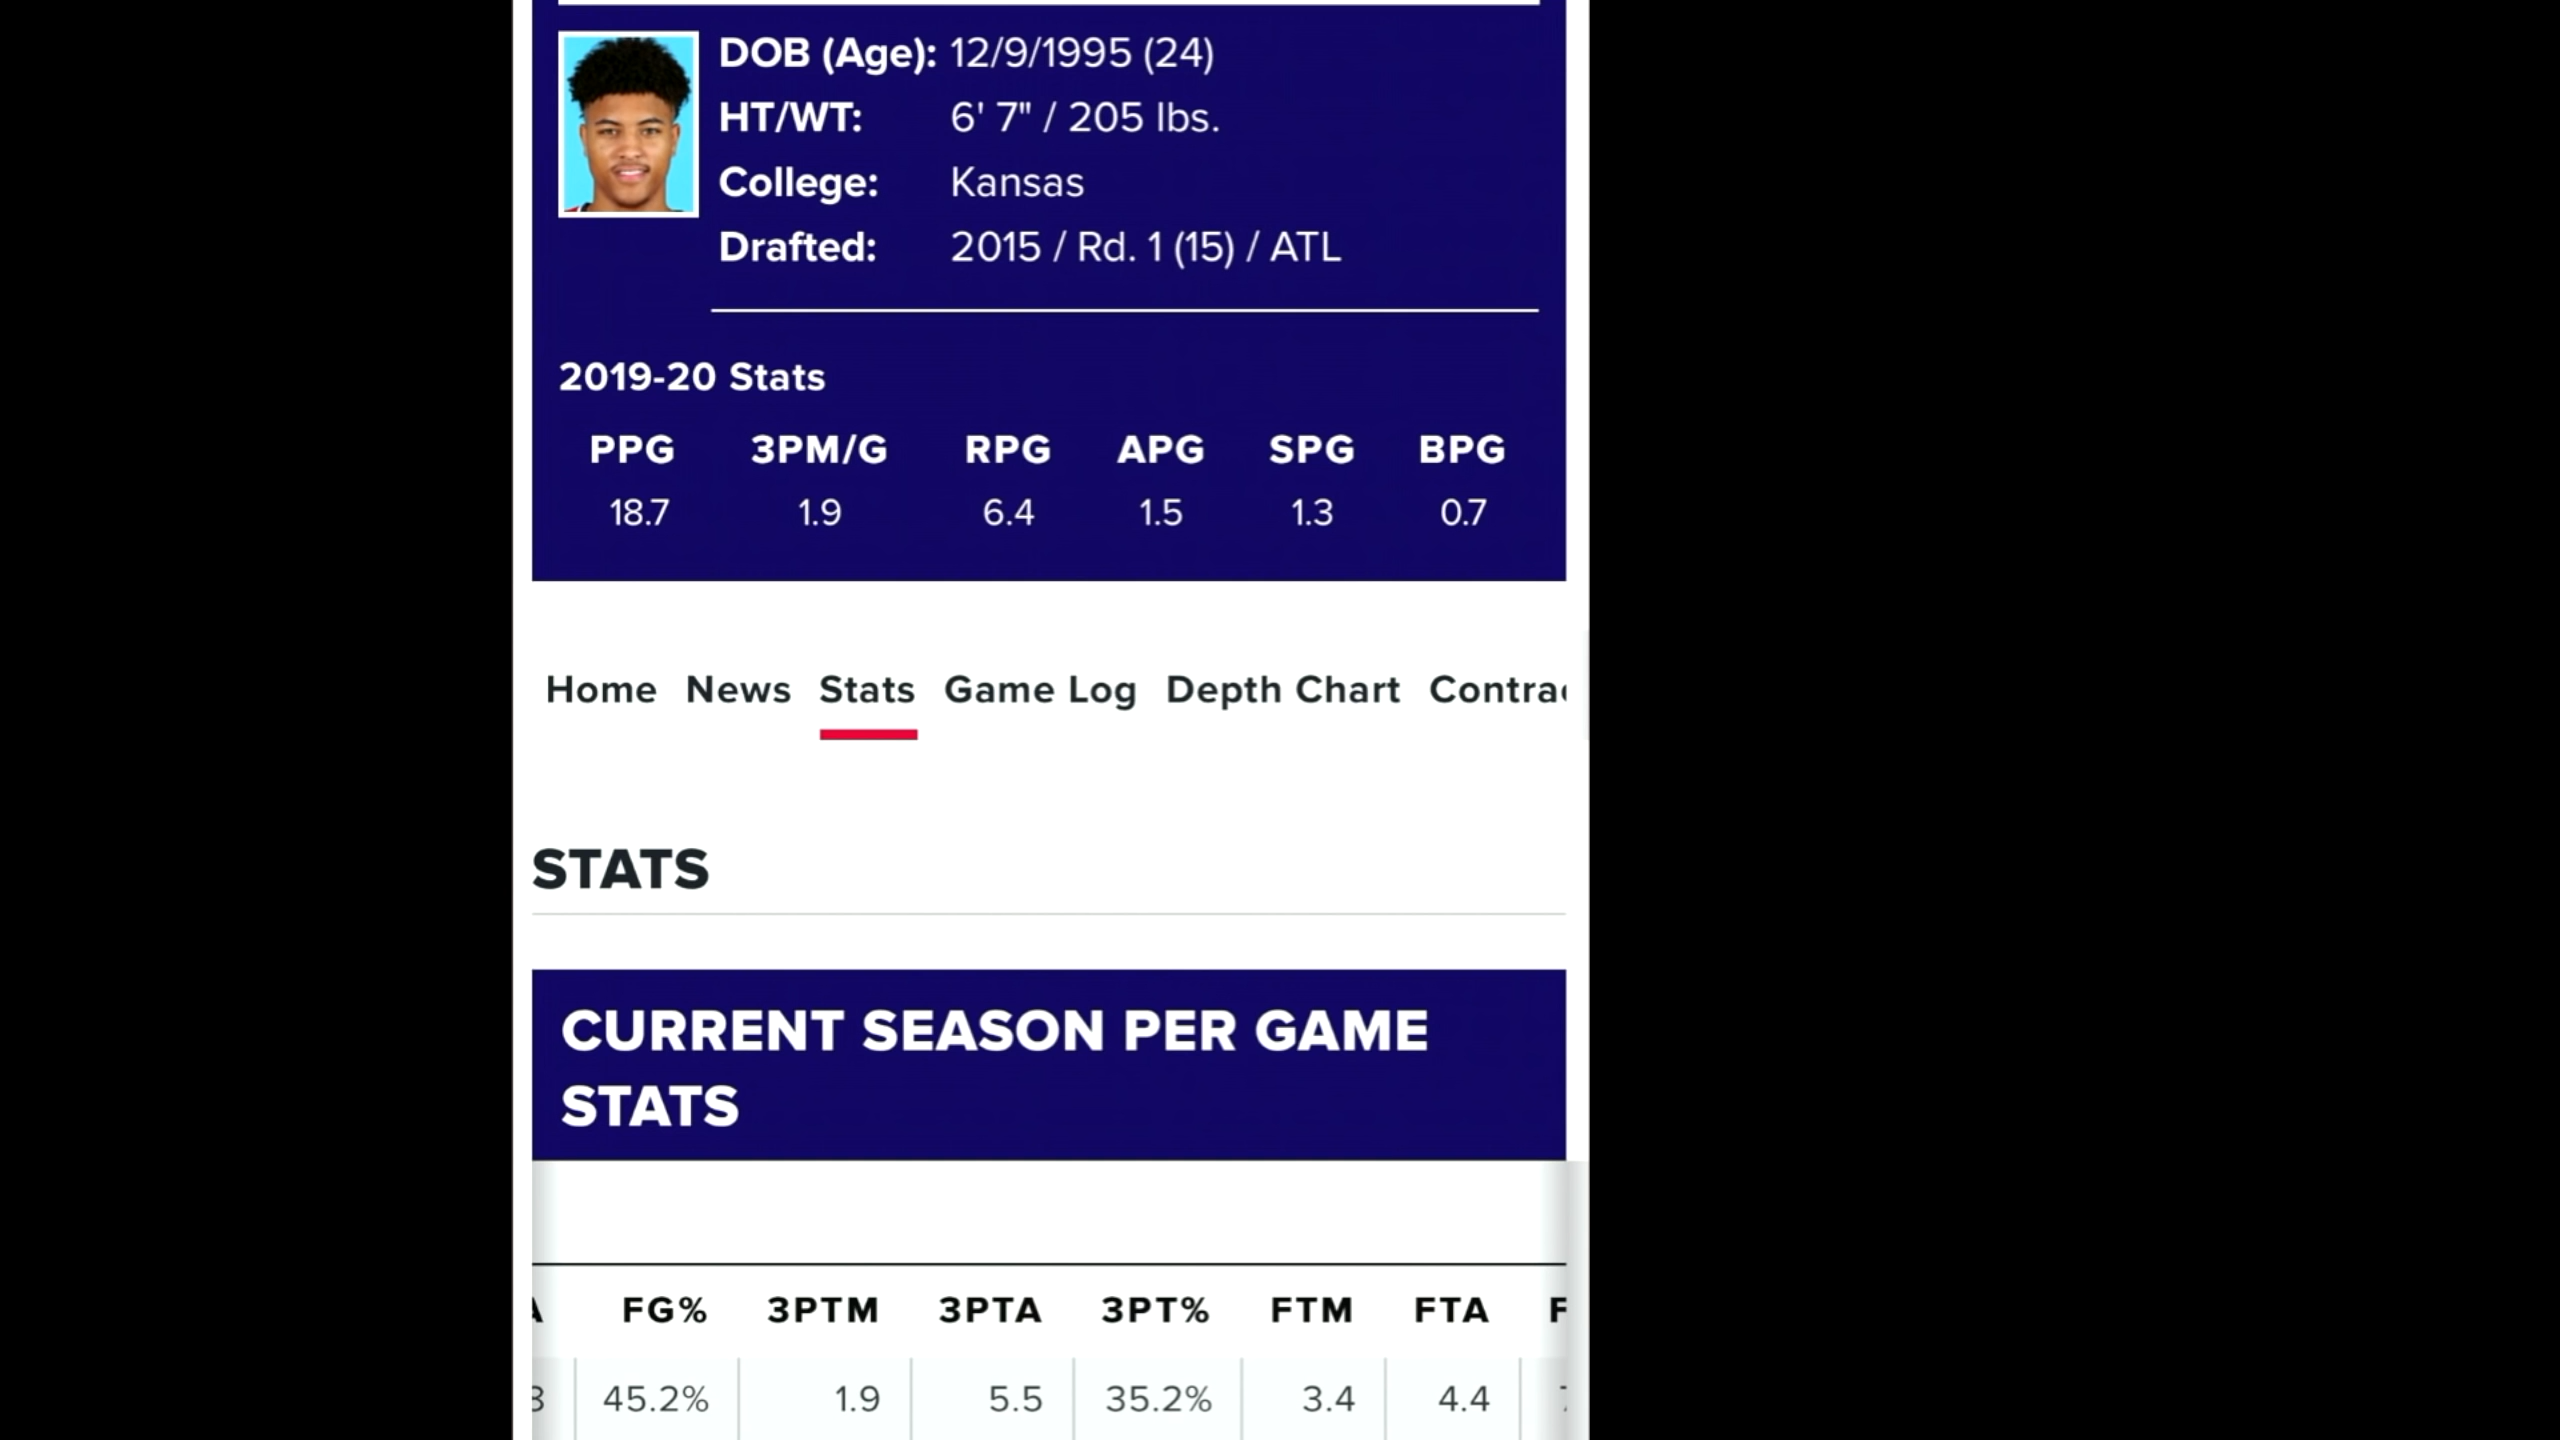 DOB (Age): 12/9/1995 (24)
HT/WT: 6' 7" / 205 lbs.
College: Kansas
Drafted: 2015 / Rd. 1 (15) / ATL
2019-20 Stats
PPG 3PM/G RPG APG SPG BPG
18.7 1.9 6.4 1.5 1.3 0.7
Home News Stats Game Log Depth Chart
STATS
CURRENT SEASON PER GAME
STATS
FG% 3PTM 3PTA 3PT% FTM FTA
45.2% 1.9 5.5 35.2% 3.4 4.4